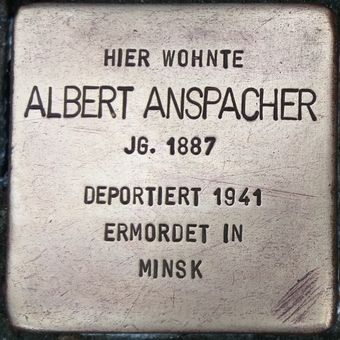 HIER WOHNTE
ALBERT ANSPACHER
JG. 1887
DEPORTIERT 1941
ERMORDET IN
MINSK